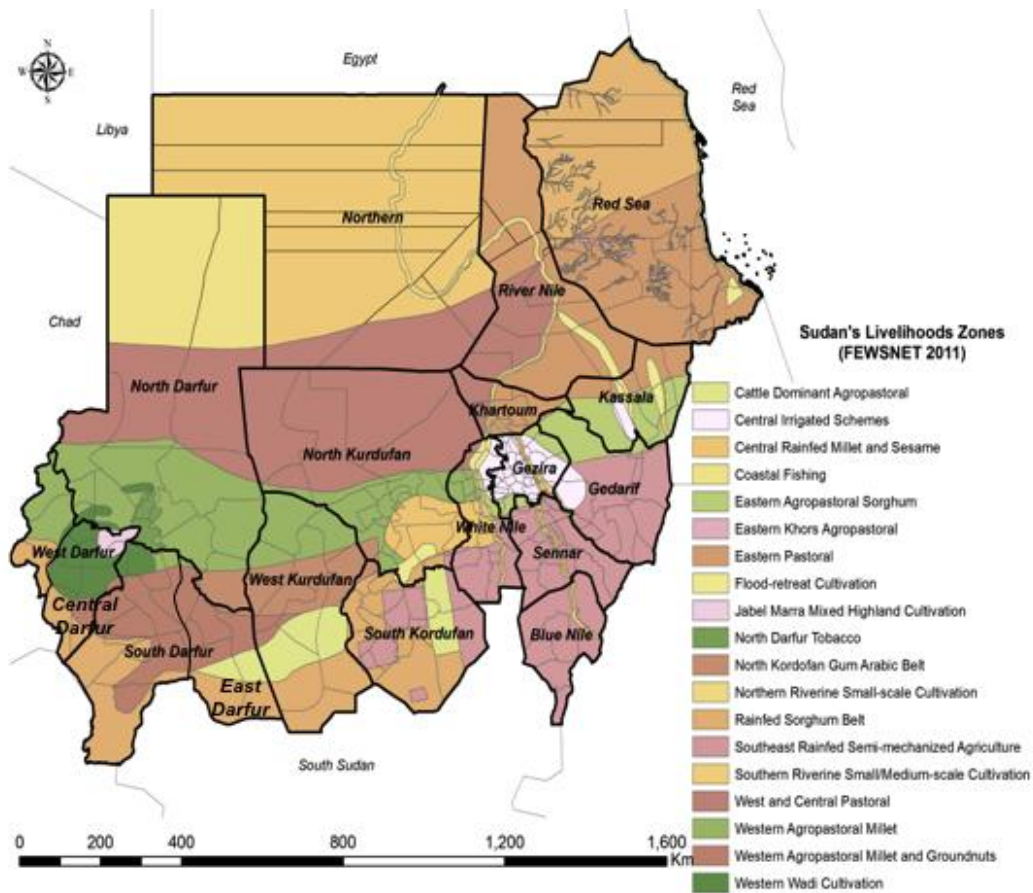 N
W E
S
Egypt
Red
Sea
Libya
Northern
Red Sea
River Nile
Chad
Sudan's Livelihoods Zones
(FEWSNET 2011)
North Darfur
Khartoum
Kassala
North Kurdufan
Gezira
Gedarif
White Nile
West Darfur
Sennar
West Kurdufan
Central
Darfur
South Kordufan
Blue Nile
South Darfur
East
Darfur
South Sudan
Cattle Dominant Agropastoral
Central Irrigated Schemes
Central Rainfed Millet and Sesame
Coastal Fishing
Eastern Agropastoral Sorghum
Eastern Khors Agropastoral
Eastern Pastoral
Flood-retreat Cultivation
Jabel Marra Mixed Highland Cultivation
North Darfur Tobacco
North Kordofan Gum Arabic Belt
Northern Riverine Small-scale Cultivation
Rainfed Sorghum Belt
Southeast Rainfed Semi-mechanized Agriculture
Southern Riverine Small/Medium-scale Cultivation
West and Central Pastoral
Western Agropastoral Millet
Western Agropastoral Millet and Groundnuts
Western Wadi Cultivation
0 200 400 800 1,200 1,600
Km